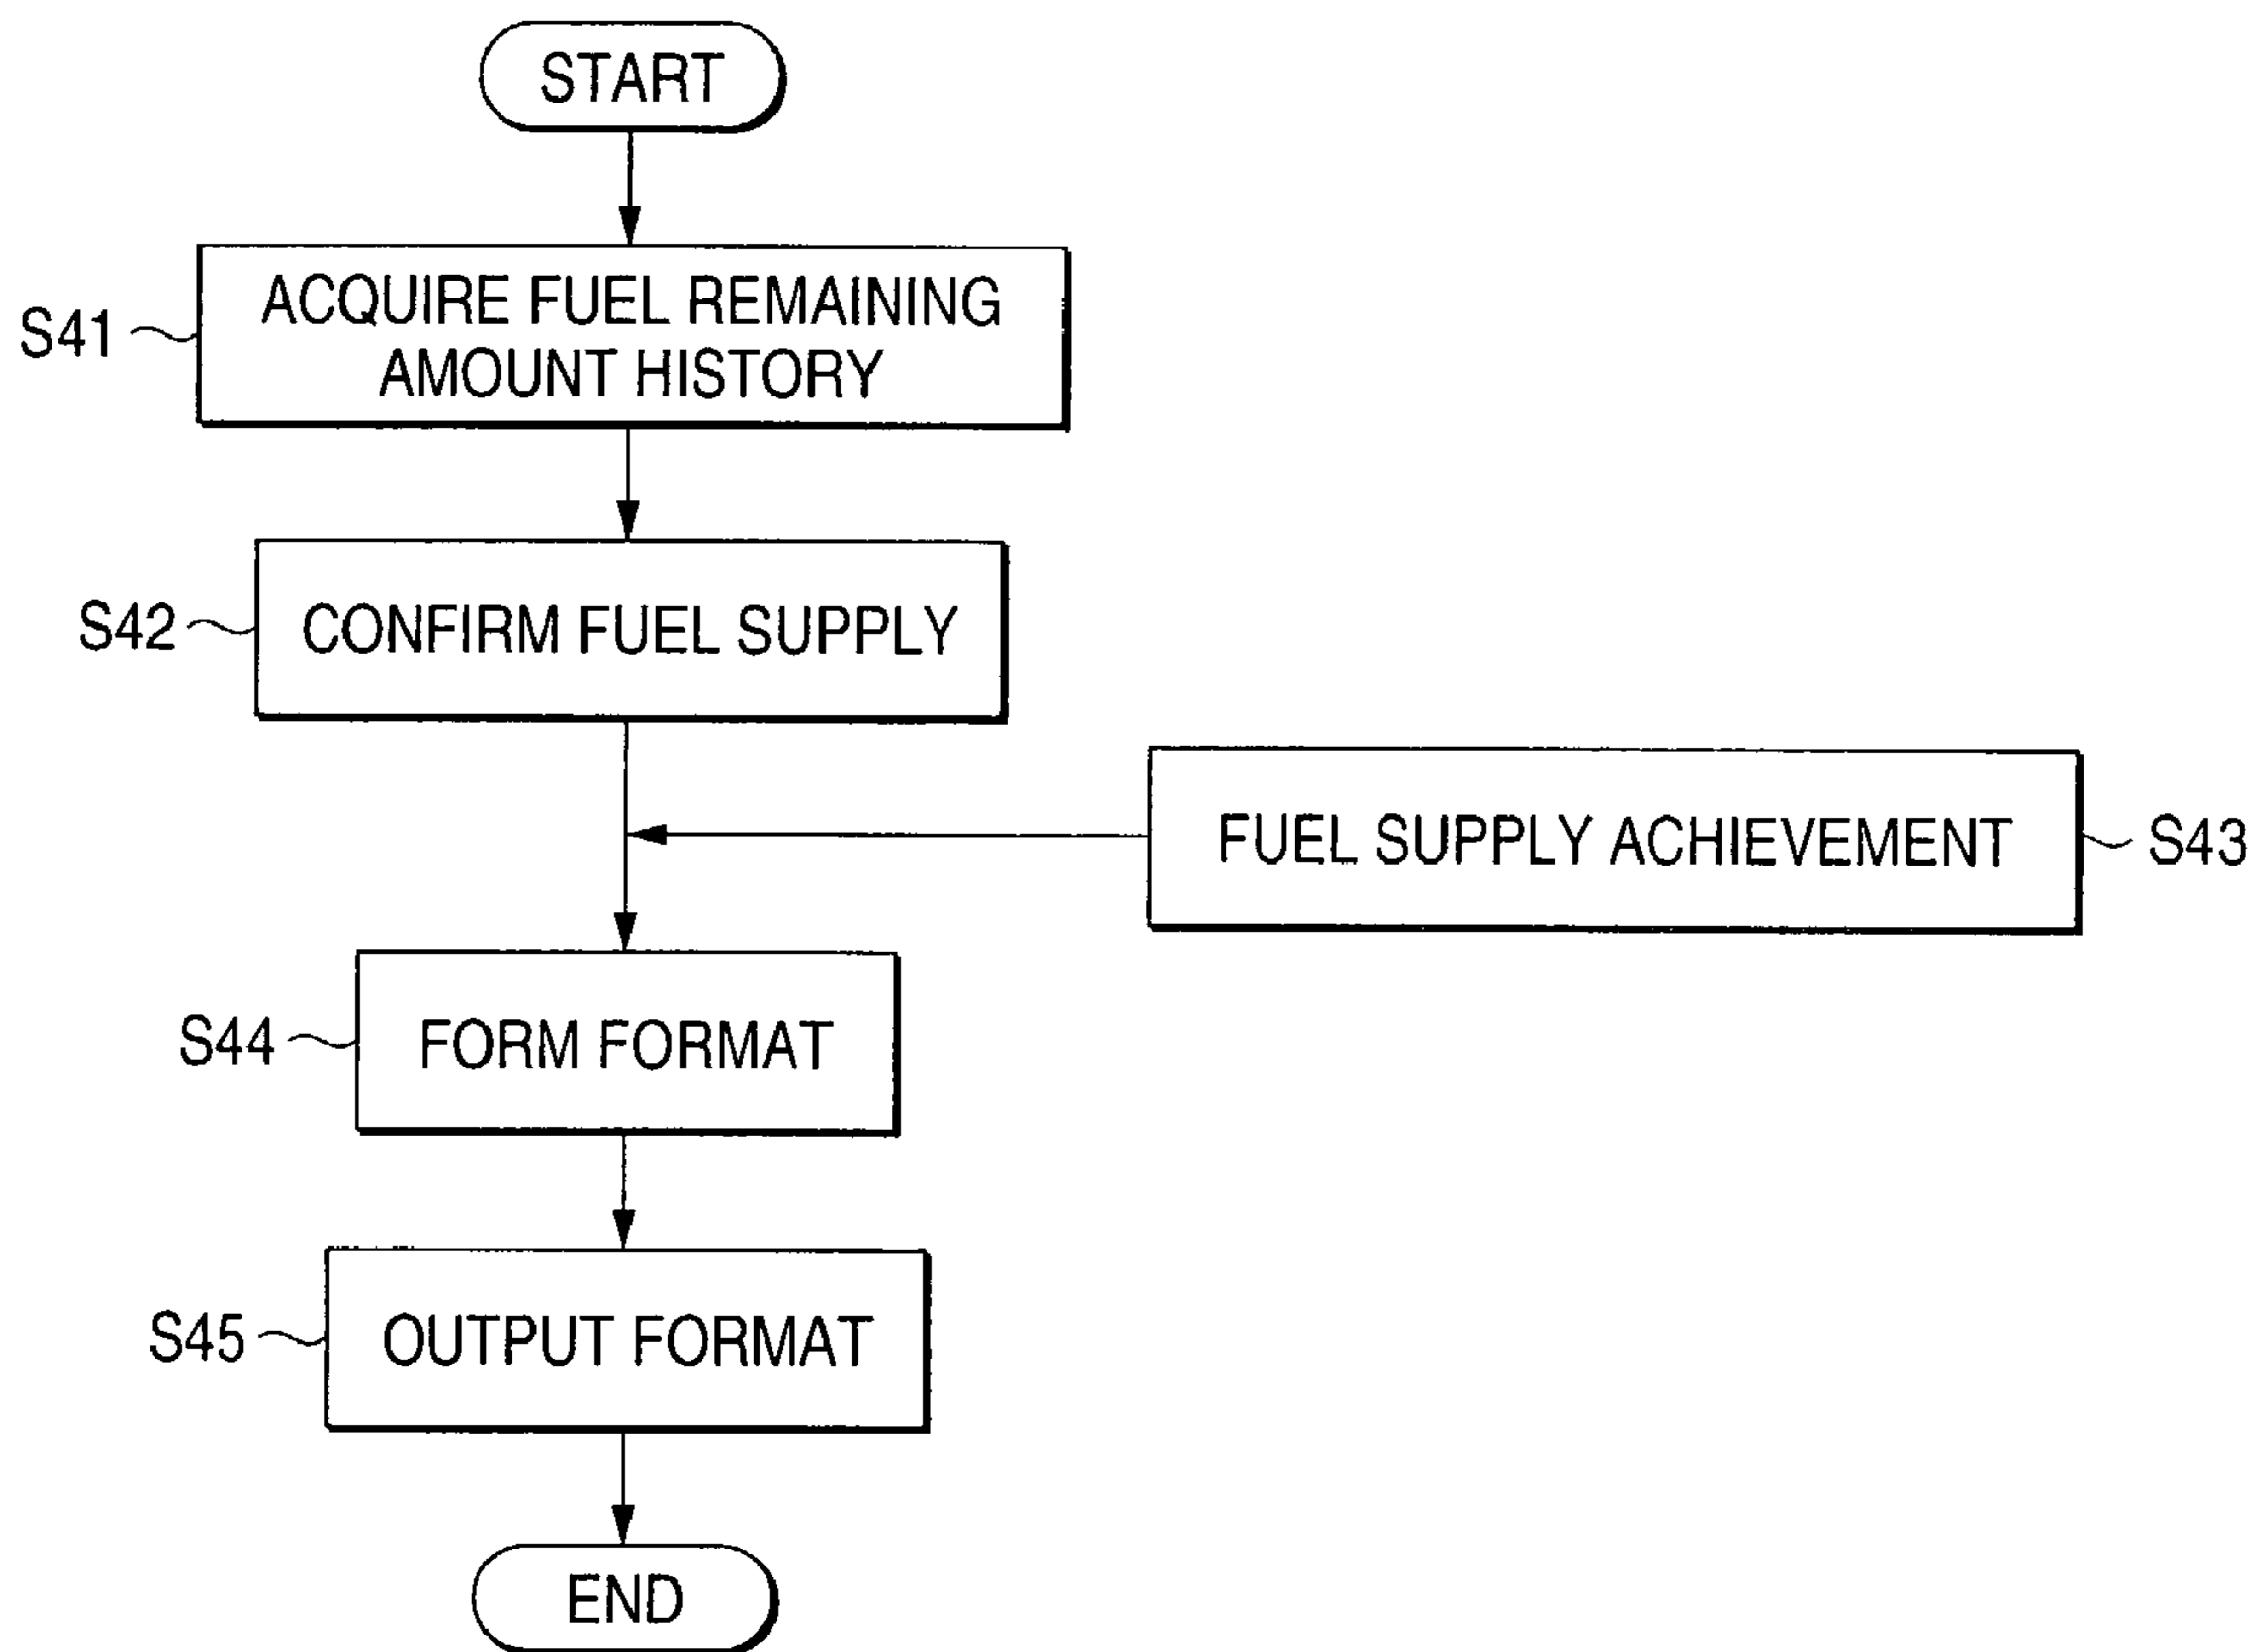 START
S41
ACQUIRE FUEL REMAINING
AMOUNT HISTORY
S42
CONFIRM FUEL SUPPLY
FUEL SUPPLY ACHIEVEMENT
S43
S44
FORM FORMAT
S45
OUTPUT FORMAT
END